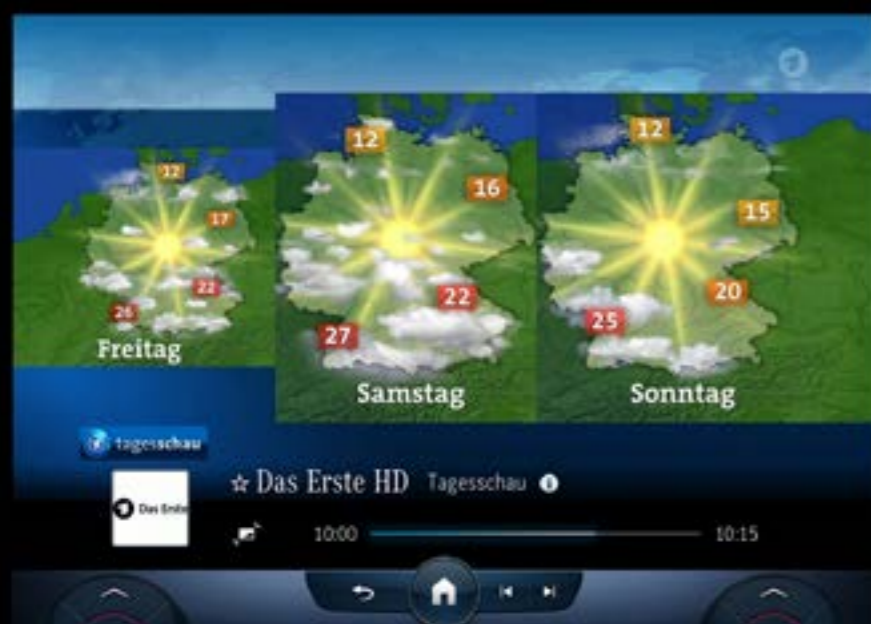 12
17
22
26
Freitag
12
16
22
27
Samstag
12
15
20
25
Sonntag
tagesschau
Das Erste
Das Erste HD Tagesschau i
10:00
10:15